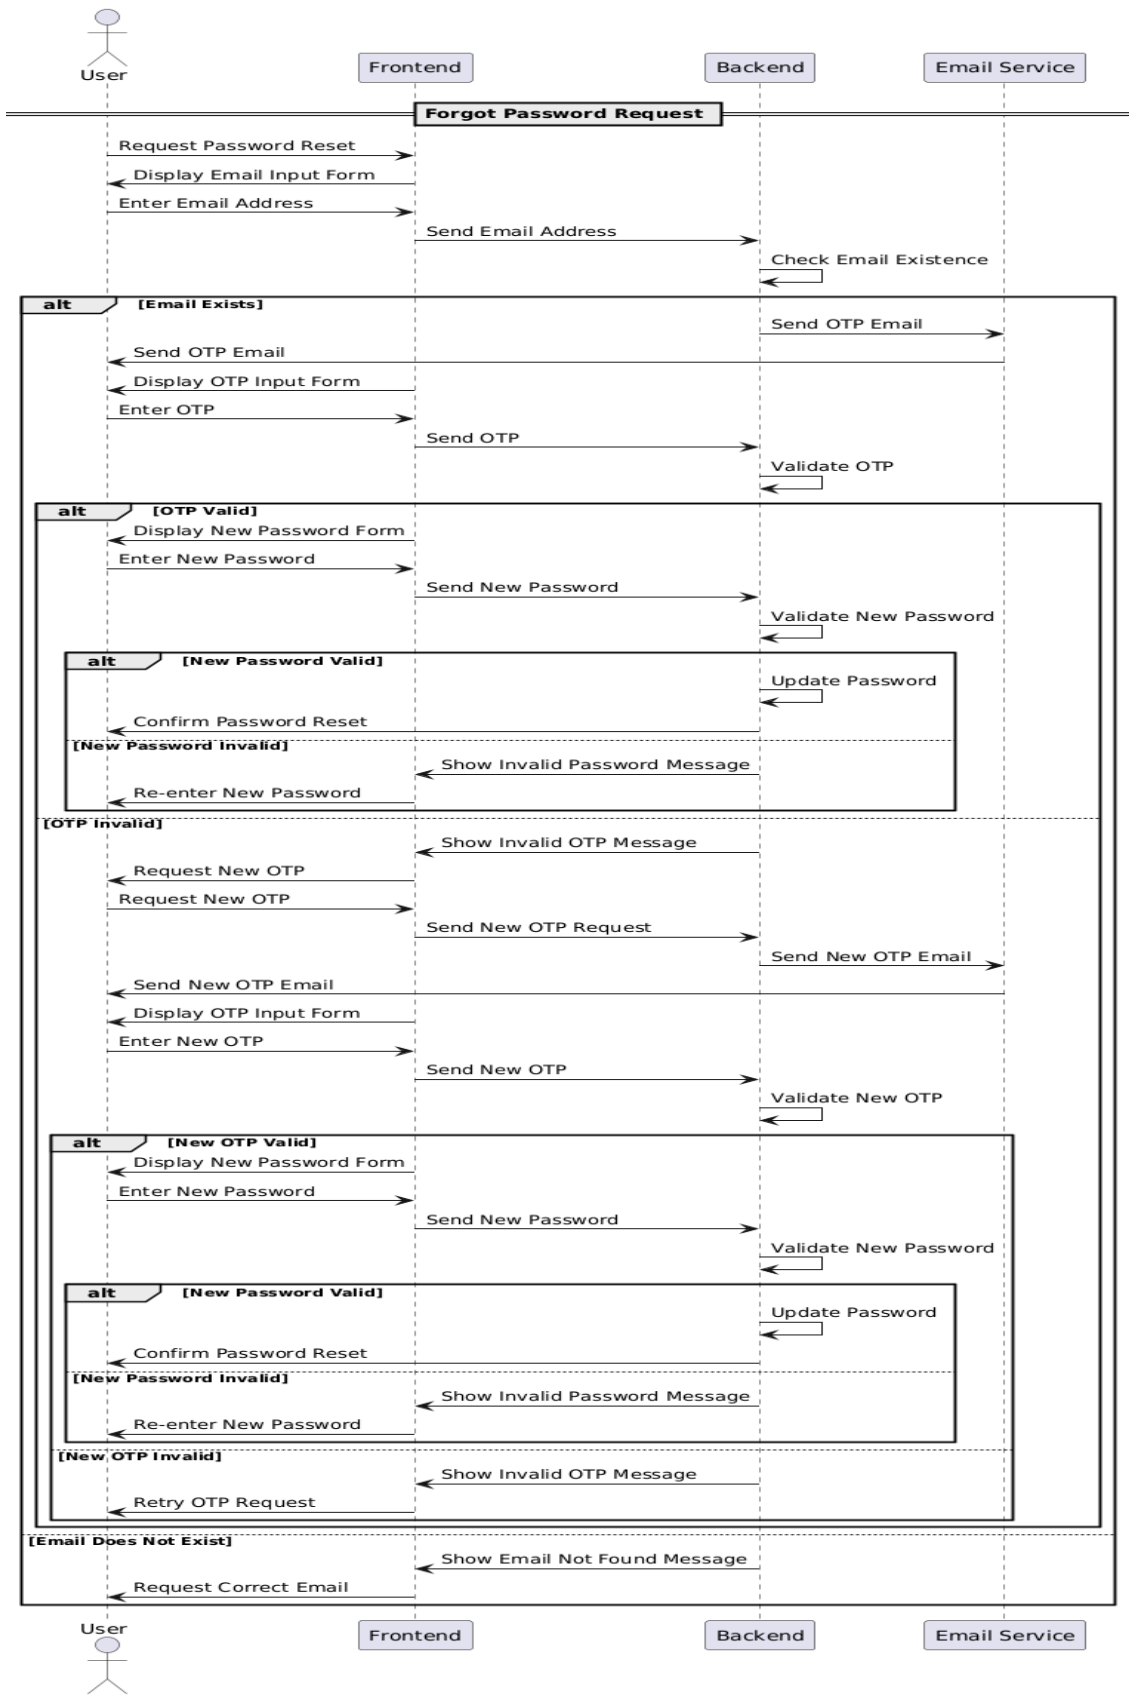 User
Frontend
Backend
Email Service
Forgot Password Request
Request Password Reset
Display Email Input Form
Enter Email Address
Send Email Address
Check Email Existence
alt [Email Exists]
Send OTP Email
Send OTP Email
Display OTP Input Form
Enter OTP
Send OTP
Validate OTP
alt [OTP Valid]
Display New Password Form
Enter New Password
Send New Password
Validate New Password
alt [New Password Valid]
Update Password
Confirm Password Reset
[New Password Invalid]
Show Invalid Password Message
Re-enter New Password
[OTP Invalid]
Show Invalid OTP Message
Request New OTP
Request New OTP
Send New OTP Request
Send New OTP Email
Send New OTP Email
Display OTP Input Form
Enter New OTP
Send New OTP
Validate New OTP
alt [New OTP Valid]
Display New Password Form
Enter New Password
Send New Password
Validate New Password
alt [New Password Valid]
Update Password
Confirm Password Reset
[New Password Invalid]
Show Invalid Password Message
Re-enter New Password
[New OTP Invalid]
Show Invalid OTP Message
Retry OTP Request
[Email Does Not Exist]
Show Email Not Found Message
Request Correct Email
User
Frontend
Backend
Email Service